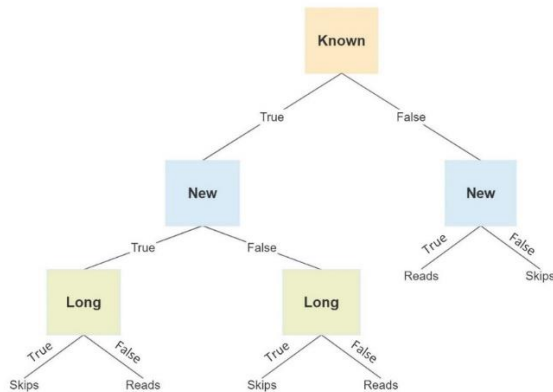 Known
True
False
New
New
True
False
True
False
Reads
Skips
Long
Long
True
False
True
False
Skips
Reads
Skips
Reads